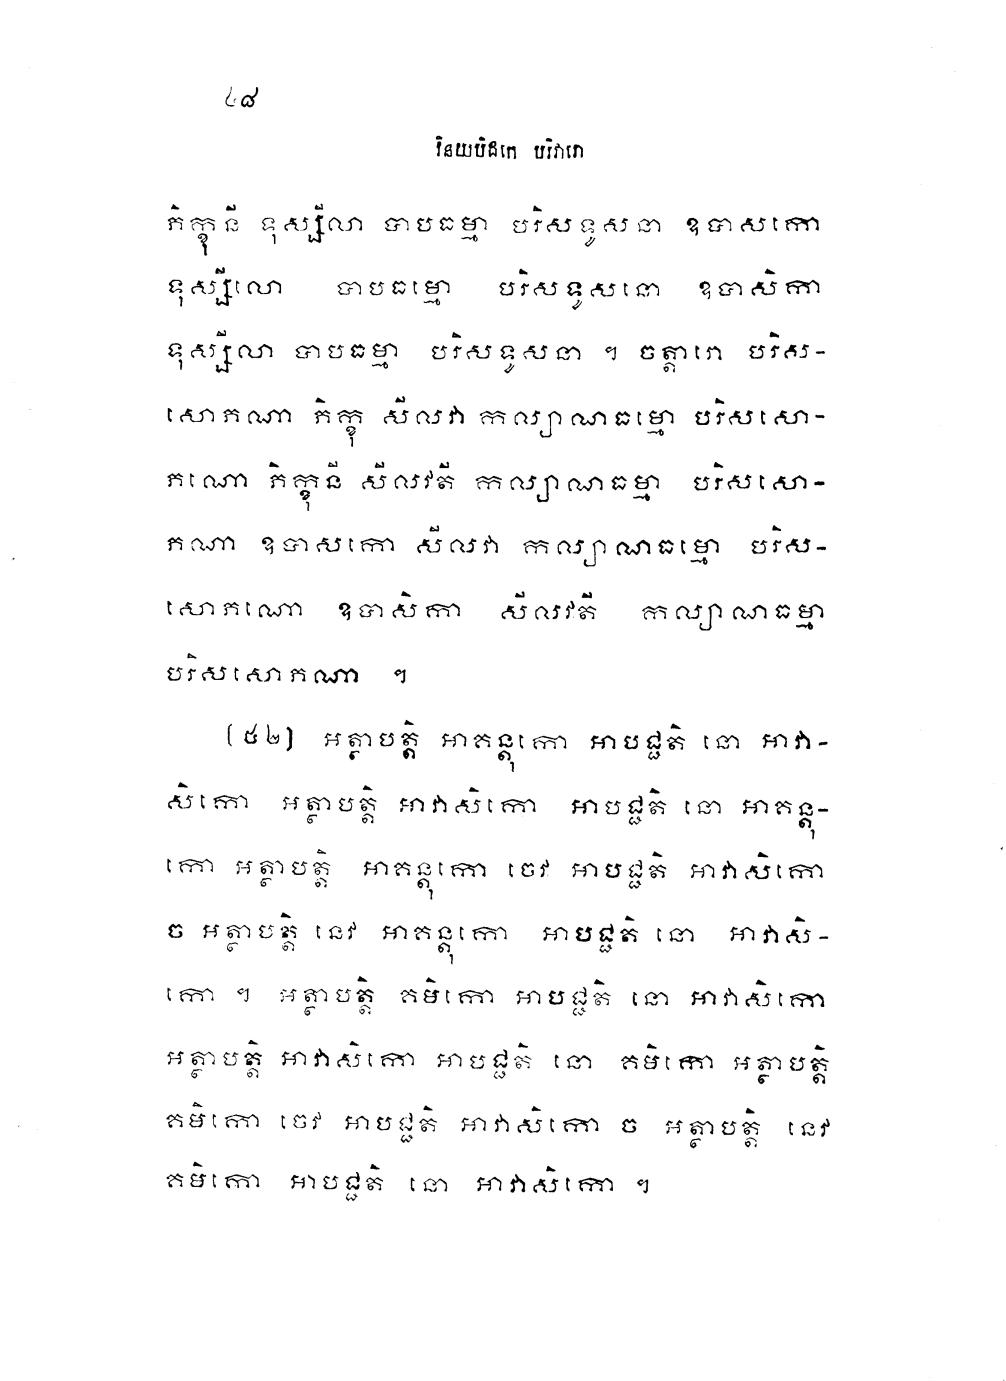 ៤៨
វិនយបិដកេ បរិវារោ
ភិក្ខុនី ទុស្សីលា បាបធម្មា បរិសទូសនា ឧបាសកោ
ទុស្សីលោ បាបធម្មោ បរិសទូសនោ ឧបាសិកា
ទុស្សីលា បាបធម្មា បរិសទូសនា ។ ចត្តារោ បរិស-
សោភណា ភិក្ខុ សីលវា កល្យាណធម្មោ បរិសសោ-
ភណោ ភិក្ខុនី សីលវតី កល្យាណធម្មា បរិសសោ-
ភណា ឧបាសកោ សីលវា កល្យាណធម្មោ បរិស-
សោភណោ ឧបាសិកា សីលវតី កល្យាណធម្មា
បរិសសោភណា ។
(៥២) អត្ថាបត្តិ អាគន្តុកោ អាបជ្ជតិ នោ អាវា-
សិកោ អត្ថាបត្តិ អាវាសិកោ អាបជ្ជតិ នោ អាគន្តុ-
កោ អត្ថាបត្តិ អាគន្តុកោ ចេវ អាបជ្ជតិ អាវាសិកោ
ច អត្ថាបត្តិ នេវ អាគន្តុកោ អាបជ្ជតិ នោ អាវាសិ-
កោ ។ អត្ថាបត្តិ គមិកោ អាបជ្ជតិ នោ អាវាសិកោ
អត្ថាបត្តិ អាវាសិកោ អាបជ្ជតិ នោ គមិកោ អត្ថាបត្តិ
គមិកោ ចេវ អាបជ្ជតិ អាវាសិកោ ច អត្ថាបត្តិ នេវ
គមិកោ អាបជ្ជតិ នោ អាវាសិកោ ។